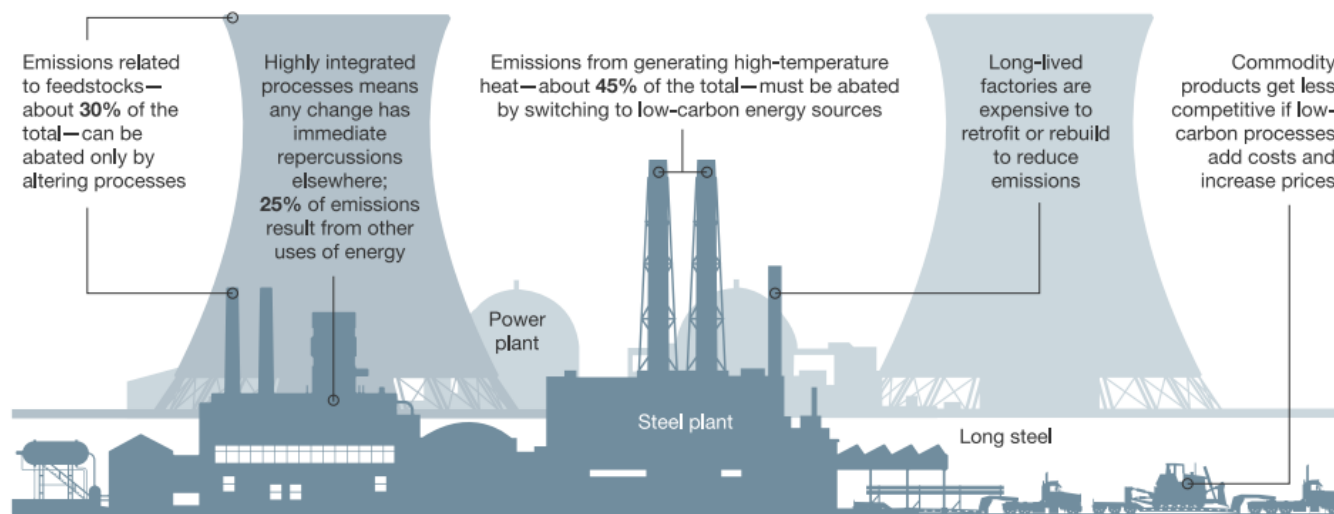 Emissions related
to feedstocks—
about 30% of the
total—can be
abated only by
altering processes
Highly integrated
processes means
any change has
immediate
repercussions
elsewhere;
25% of emissions
result from other
uses of energy
Emissions from generating high-temperature
heat—about 45% of the total—must be abated
by switching to low-carbon energy sources
Long-lived
factories are
expensive to
retrofit or rebuild
to reduce
emissions
Commodity
products get less
competitive if low-
carbon processes
add costs and
increase prices
Power
plant
Steel plant
Long steel